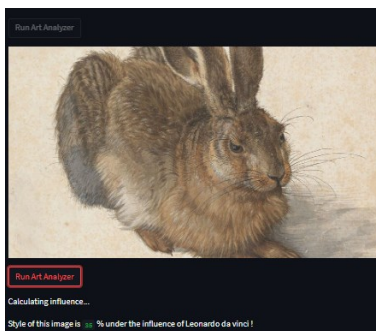 Run Art Analyzer
Run Art Analyzer
Calculating influence...
Style of this image is 36 % under the influence of Leonardo da vinci !